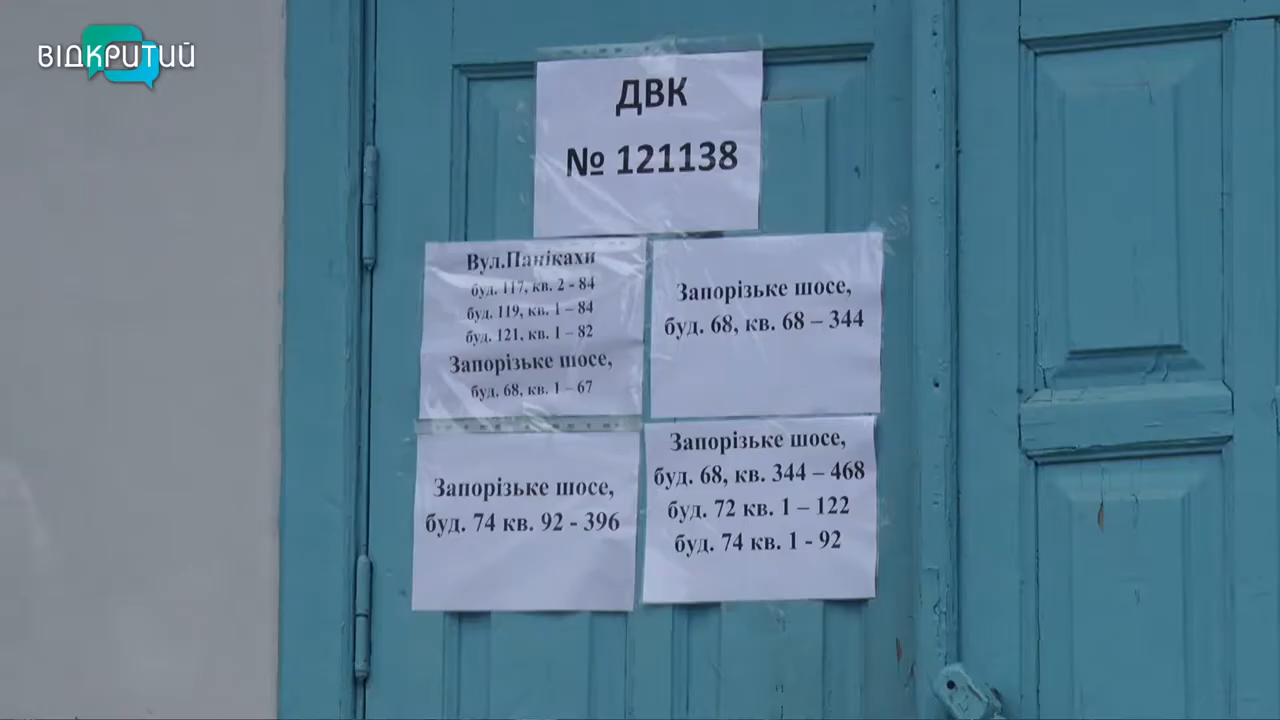 ВІДКРИТИЙ
ДВК
№ 121138
Вул.Панікахи
буд. 117, кв. 2 - 84
буд. 119, кв. 1 – 84
буд. 121, кв. 1 – 82
Запорізьке шосе,
буд. 68, кв. 1 – 67
Запорізьке шосе,
буд. 68, кв. 68 – 344
Запорізьке шосе,
буд. 74 кв. 92 - 396
Запорізьке шосе,
буд. 68, кв. 344 – 468
буд. 72 кв. 1 – 122
буд. 74 кв. 1 - 92